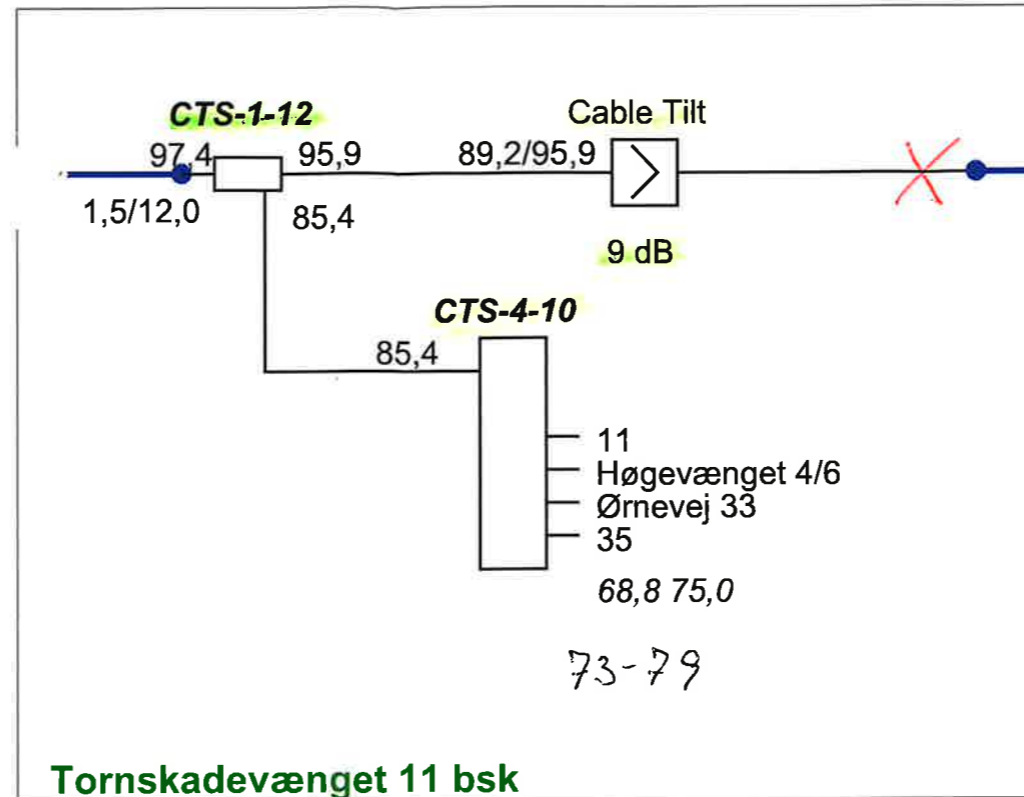 CTS-1-12
Cable Tilt
97,4
95,9
89,2/95,9
1,5/12,0
85,4
9 dB
CTS-4-10
85,4
11
Høgevænget 4/6
Ørnevej 33
35
68,8 75,0
73-79
Tornskadevænget 11 bsk